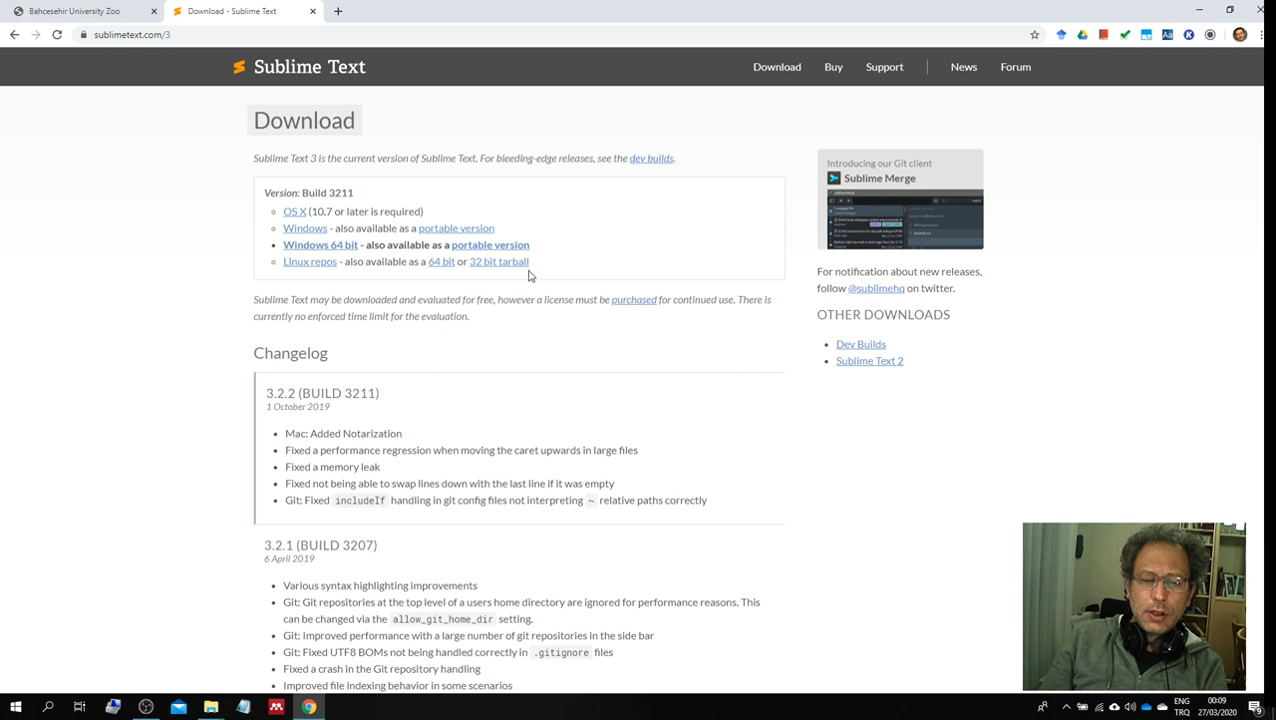 Bahcesehir University Zoo
Download - Sublime Text
sublimetext.com/3
Sublime Text
Download
Buy
Support
News
Forum
Download
Sublime Text 3 is the current version of Sublime Text. For bleeding-edge releases, see the dev builds.
Version: Build 3211
OS X (10.7 or later is required)
Windows - also available as a portable version
Windows 64 bit - also available as a portable version
Linux repos - also available as a 64 bit or 32 bit tarball
Sublime Text may be downloaded and evaluated for free, however a license must be purchased for continued use. There is
currently no enforced time limit for the evaluation.
Introducing our Git client
Sublime Merge
For notification about new releases,
follow @sublimehq on twitter.
OTHER DOWNLOADS
Dev Builds
Sublime Text 2
Changelog
3.2.2 (BUILD 3211)
1 October 2019
Mac: Added Notarization
Fixed a performance regression when moving the caret upwards in large files
Fixed a memory leak
Fixed not being able to swap lines down with the last line if it was empty
Git: Fixed includeIf handling in git config files not interpreting ~ relative paths correctly
3.2.1 (BUILD 3207)
6 April 2019
Various syntax highlighting improvements
Git: Git repositories at the top level of a users home directory are ignored for performance reasons. This
can be changed via the allow_git_home_dir setting.
Git: Improved performance with a large number of git repositories in the side bar
Git: Fixed UTF8 BOMs not being handled correctly in .gitignore files
Fixed a crash in the Git repository handling
Improved file indexing behavior in some scenarios
ENG
TRQ
00:09
27/03/2020